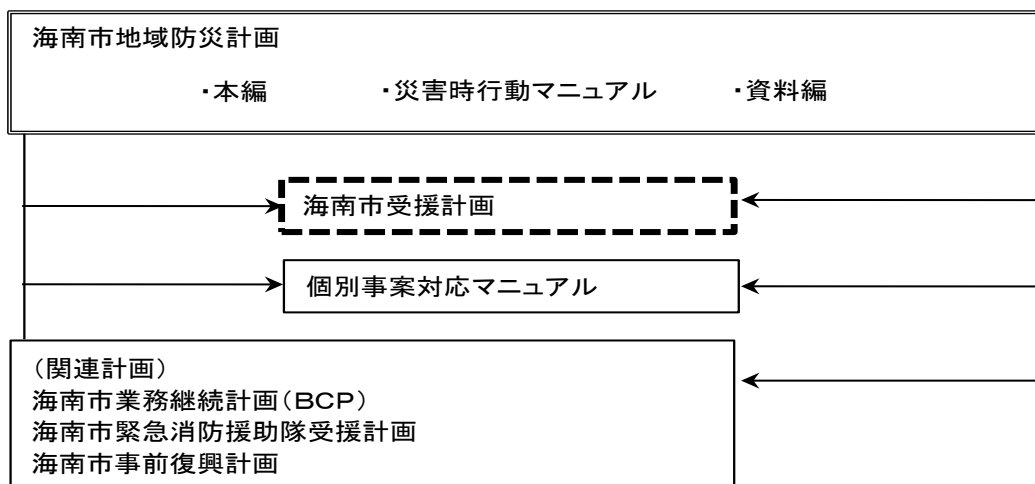 海南市地域防災計画
・本編　・災害時行動マニュアル　・資料編
海南市受援計画
個別事案対応マニュアル
（関連計画）
海南市業務継続計画（BCP）
海南市緊急消防援助隊受援計画
海南市事前復興計画